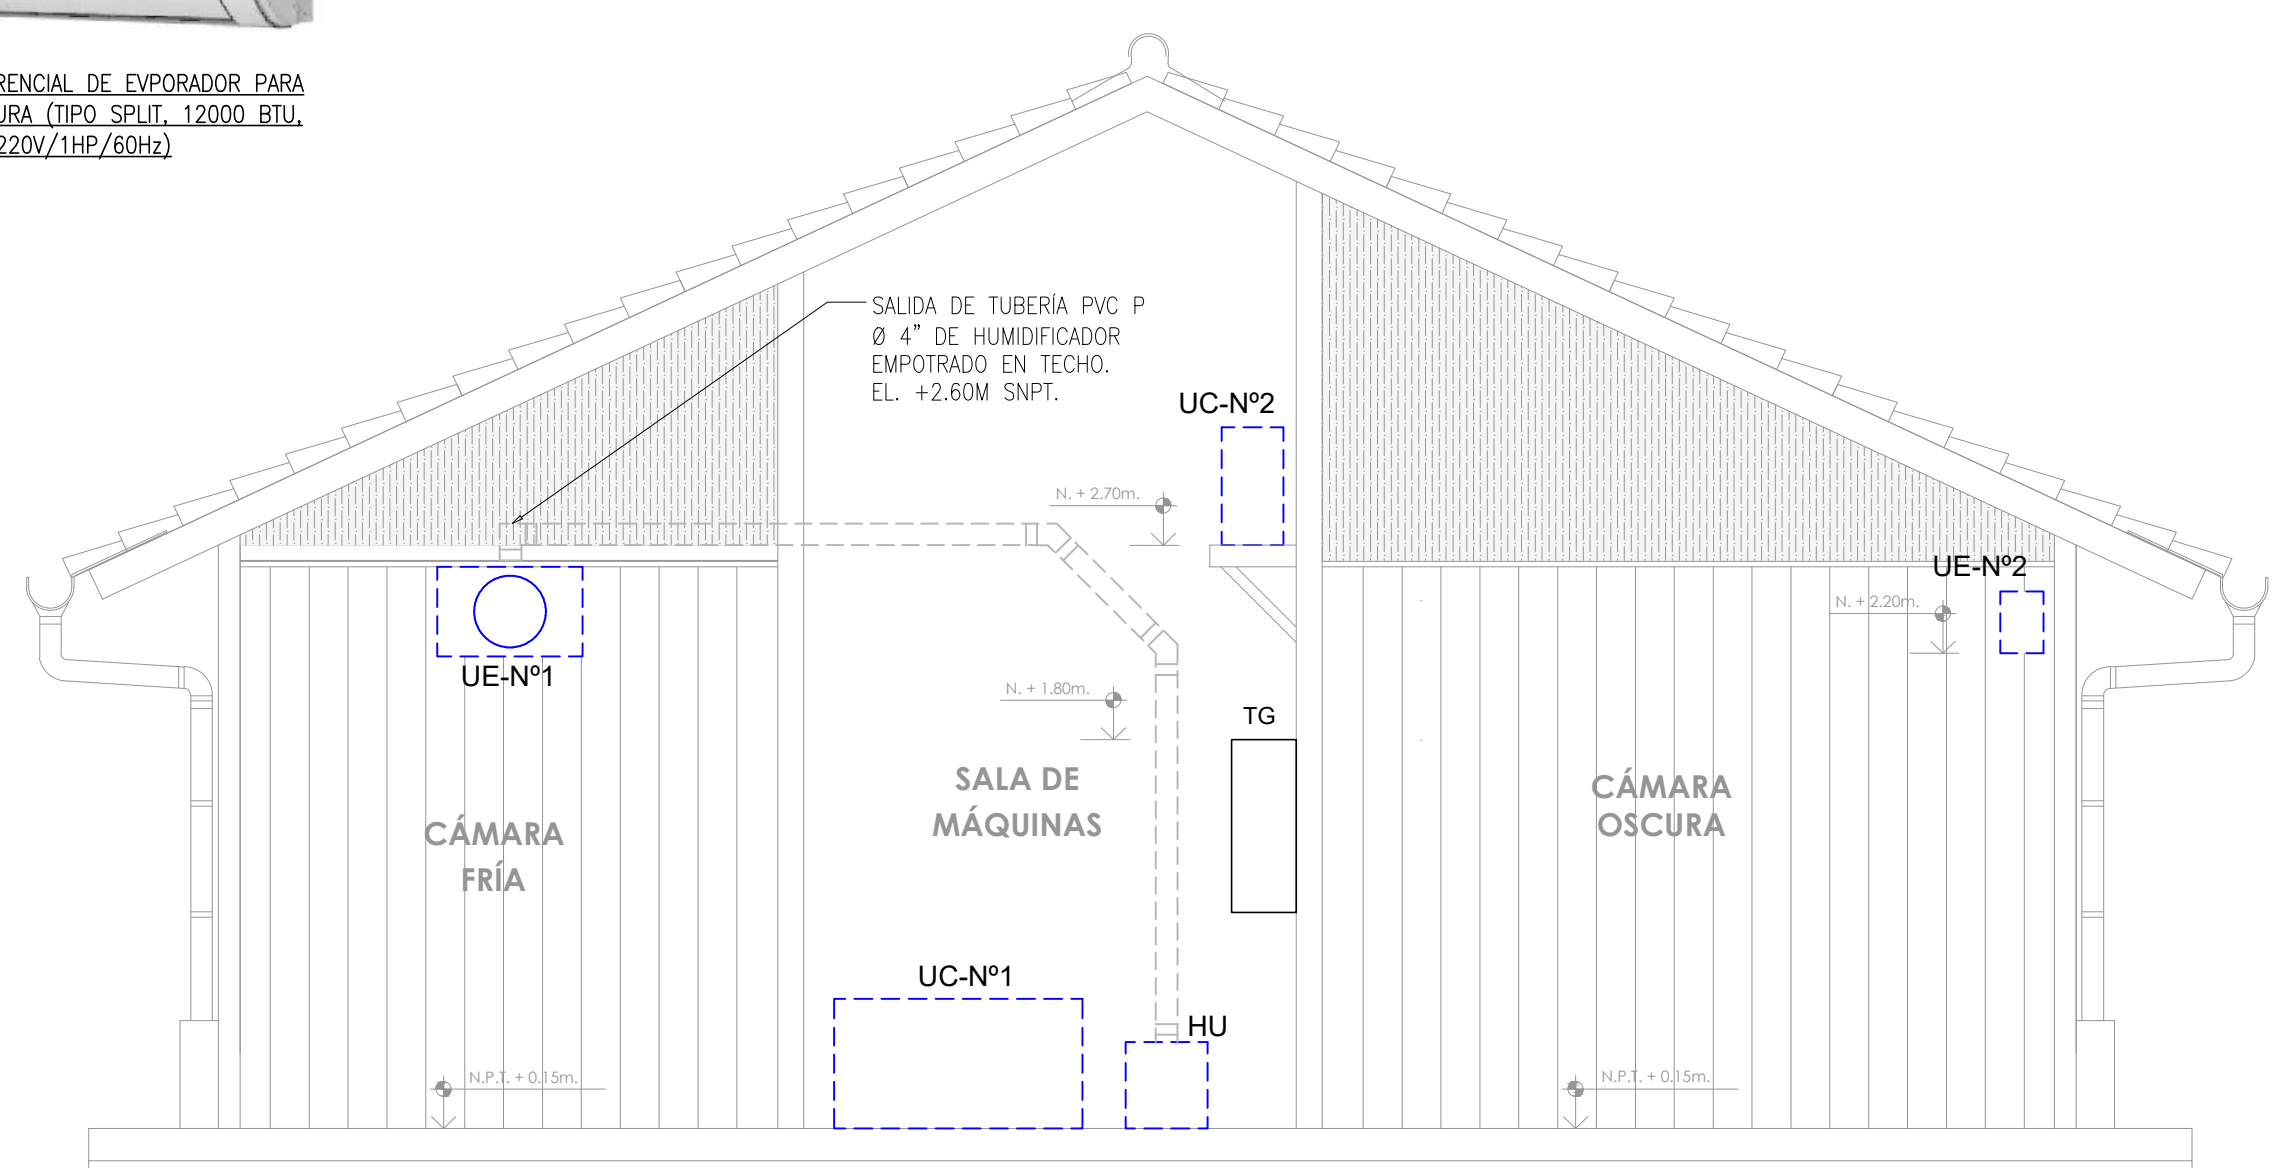 RENCIAL DE EVPORADOR PARA
URA (TIPO SPLIT, 12000 BTU,
220V/1HP/60Hz)
SALIDA DE TUBERÍA PVC P
Ø 4” DE HUMIDIFICADOR
EMPOTRADO EN TECHO.
EL. +2.60M SNPT.
UC-Nº2
N. + 2.70m.
UE-Nº2
N. + 2.20m.
UE-Nº1
N. + 1.80m.
TG
SALA DE
MÁQUINAS
CÁMARA
OSCURA
CÁMARA
FRÍA
UC-Nº1
HU
N.P.T. + 0.15m.
N.P.T. + 0.15m.